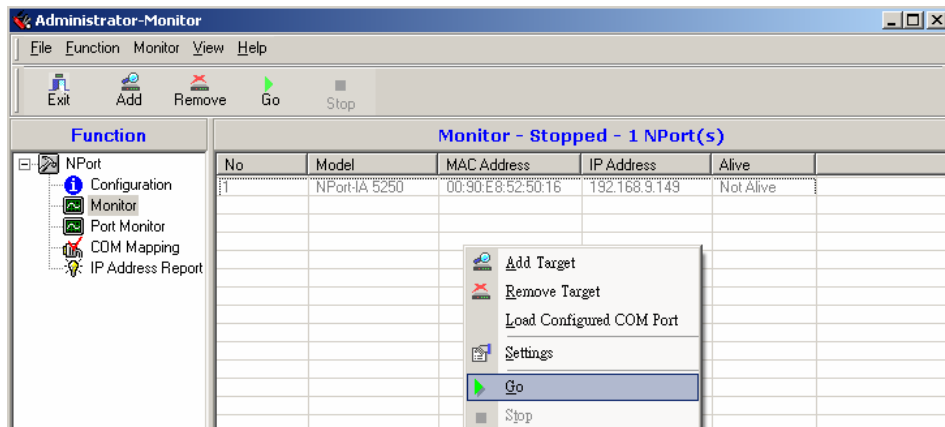 Administrator-Monitor
File Function Monitor View Help
Exit Add Remove Go Stop
Function
Monitor - Stopped - 1 NPort(s)
NPort
Configuration
Monitor
Port Monitor
COM Mapping
IP Address Report
No Model MAC Address IP Address Alive
1 NPort-IA 5250 00:90:E8:52:50:16 192.168.9.149 Not Alive
Add Target
Remove Target
Load Configured COM Port
Settings
Go
Stop